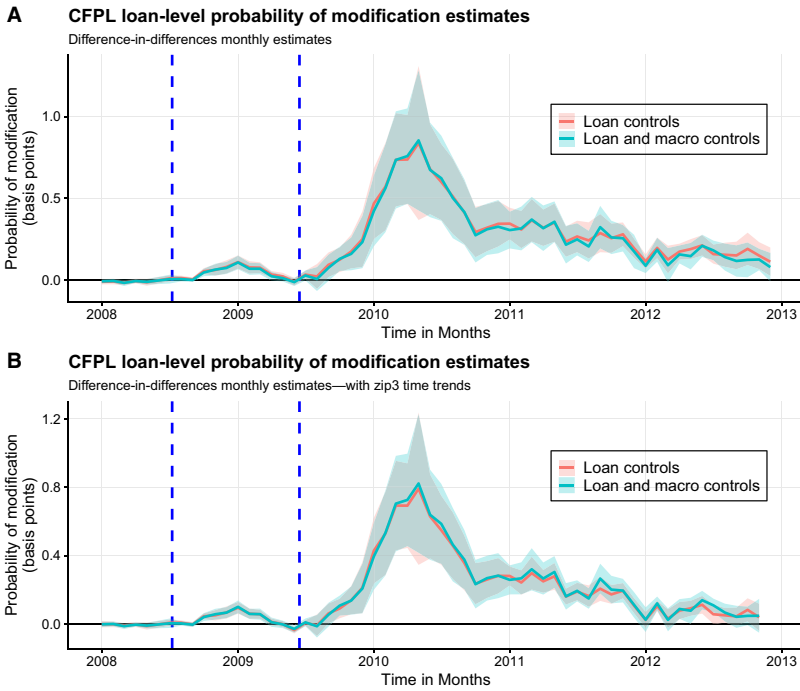 A
CFPL loan-level probability of modification estimates
Difference-in-differences monthly estimates
Probability of modification
(basis points)
1.0
0.5
0.0
Loan controls
Loan and macro controls
2008
2009
2010
2011
2012
2013
Time in Months
B
CFPL loan-level probability of modification estimates
Difference-in-differences monthly estimates—with zip3 time trends
Probability of modification
(basis points)
1.2
0.8
0.4
0.0
Loan controls
Loan and macro controls
2008
2009
2010
2011
2012
2013
Time in Months